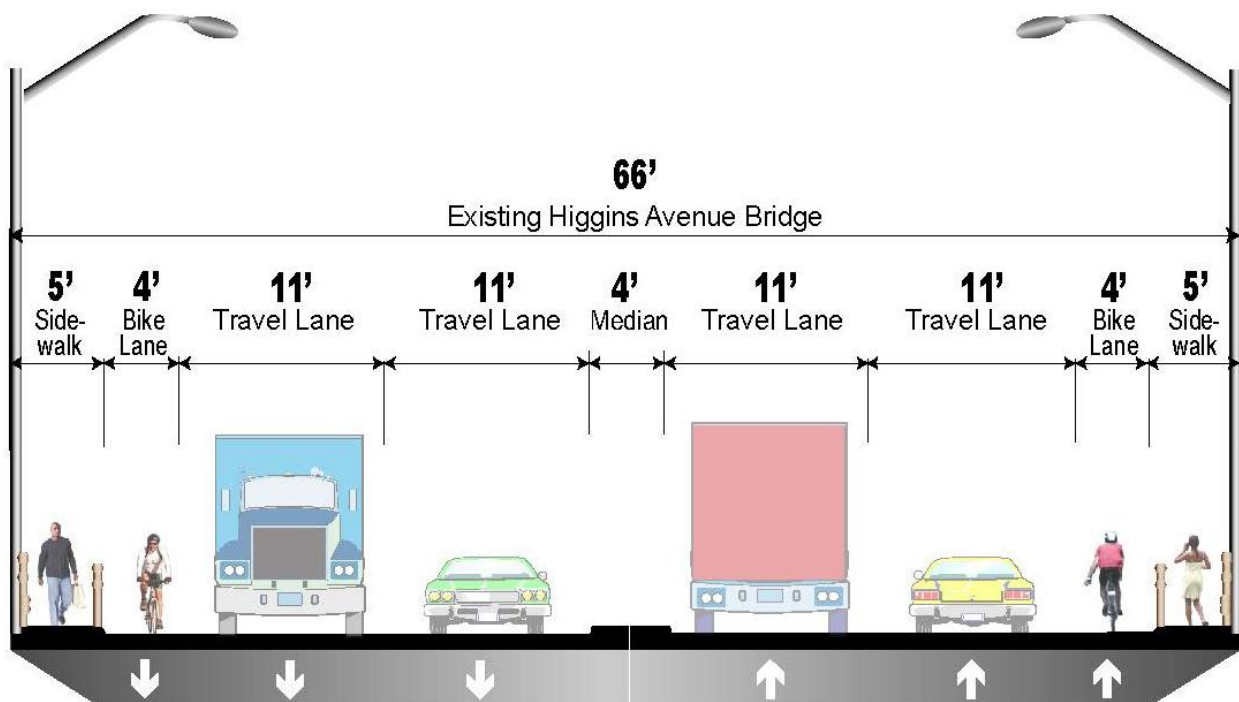 66’
Existing Higgins Avenue Bridge
5’
Side-
walk
4’
Bike
Lane
11’
Travel Lane
11’
Travel Lane
4’
Median
11’
Travel Lane
11’
Travel Lane
4’
Bike
Lane
5’
Side-
walk